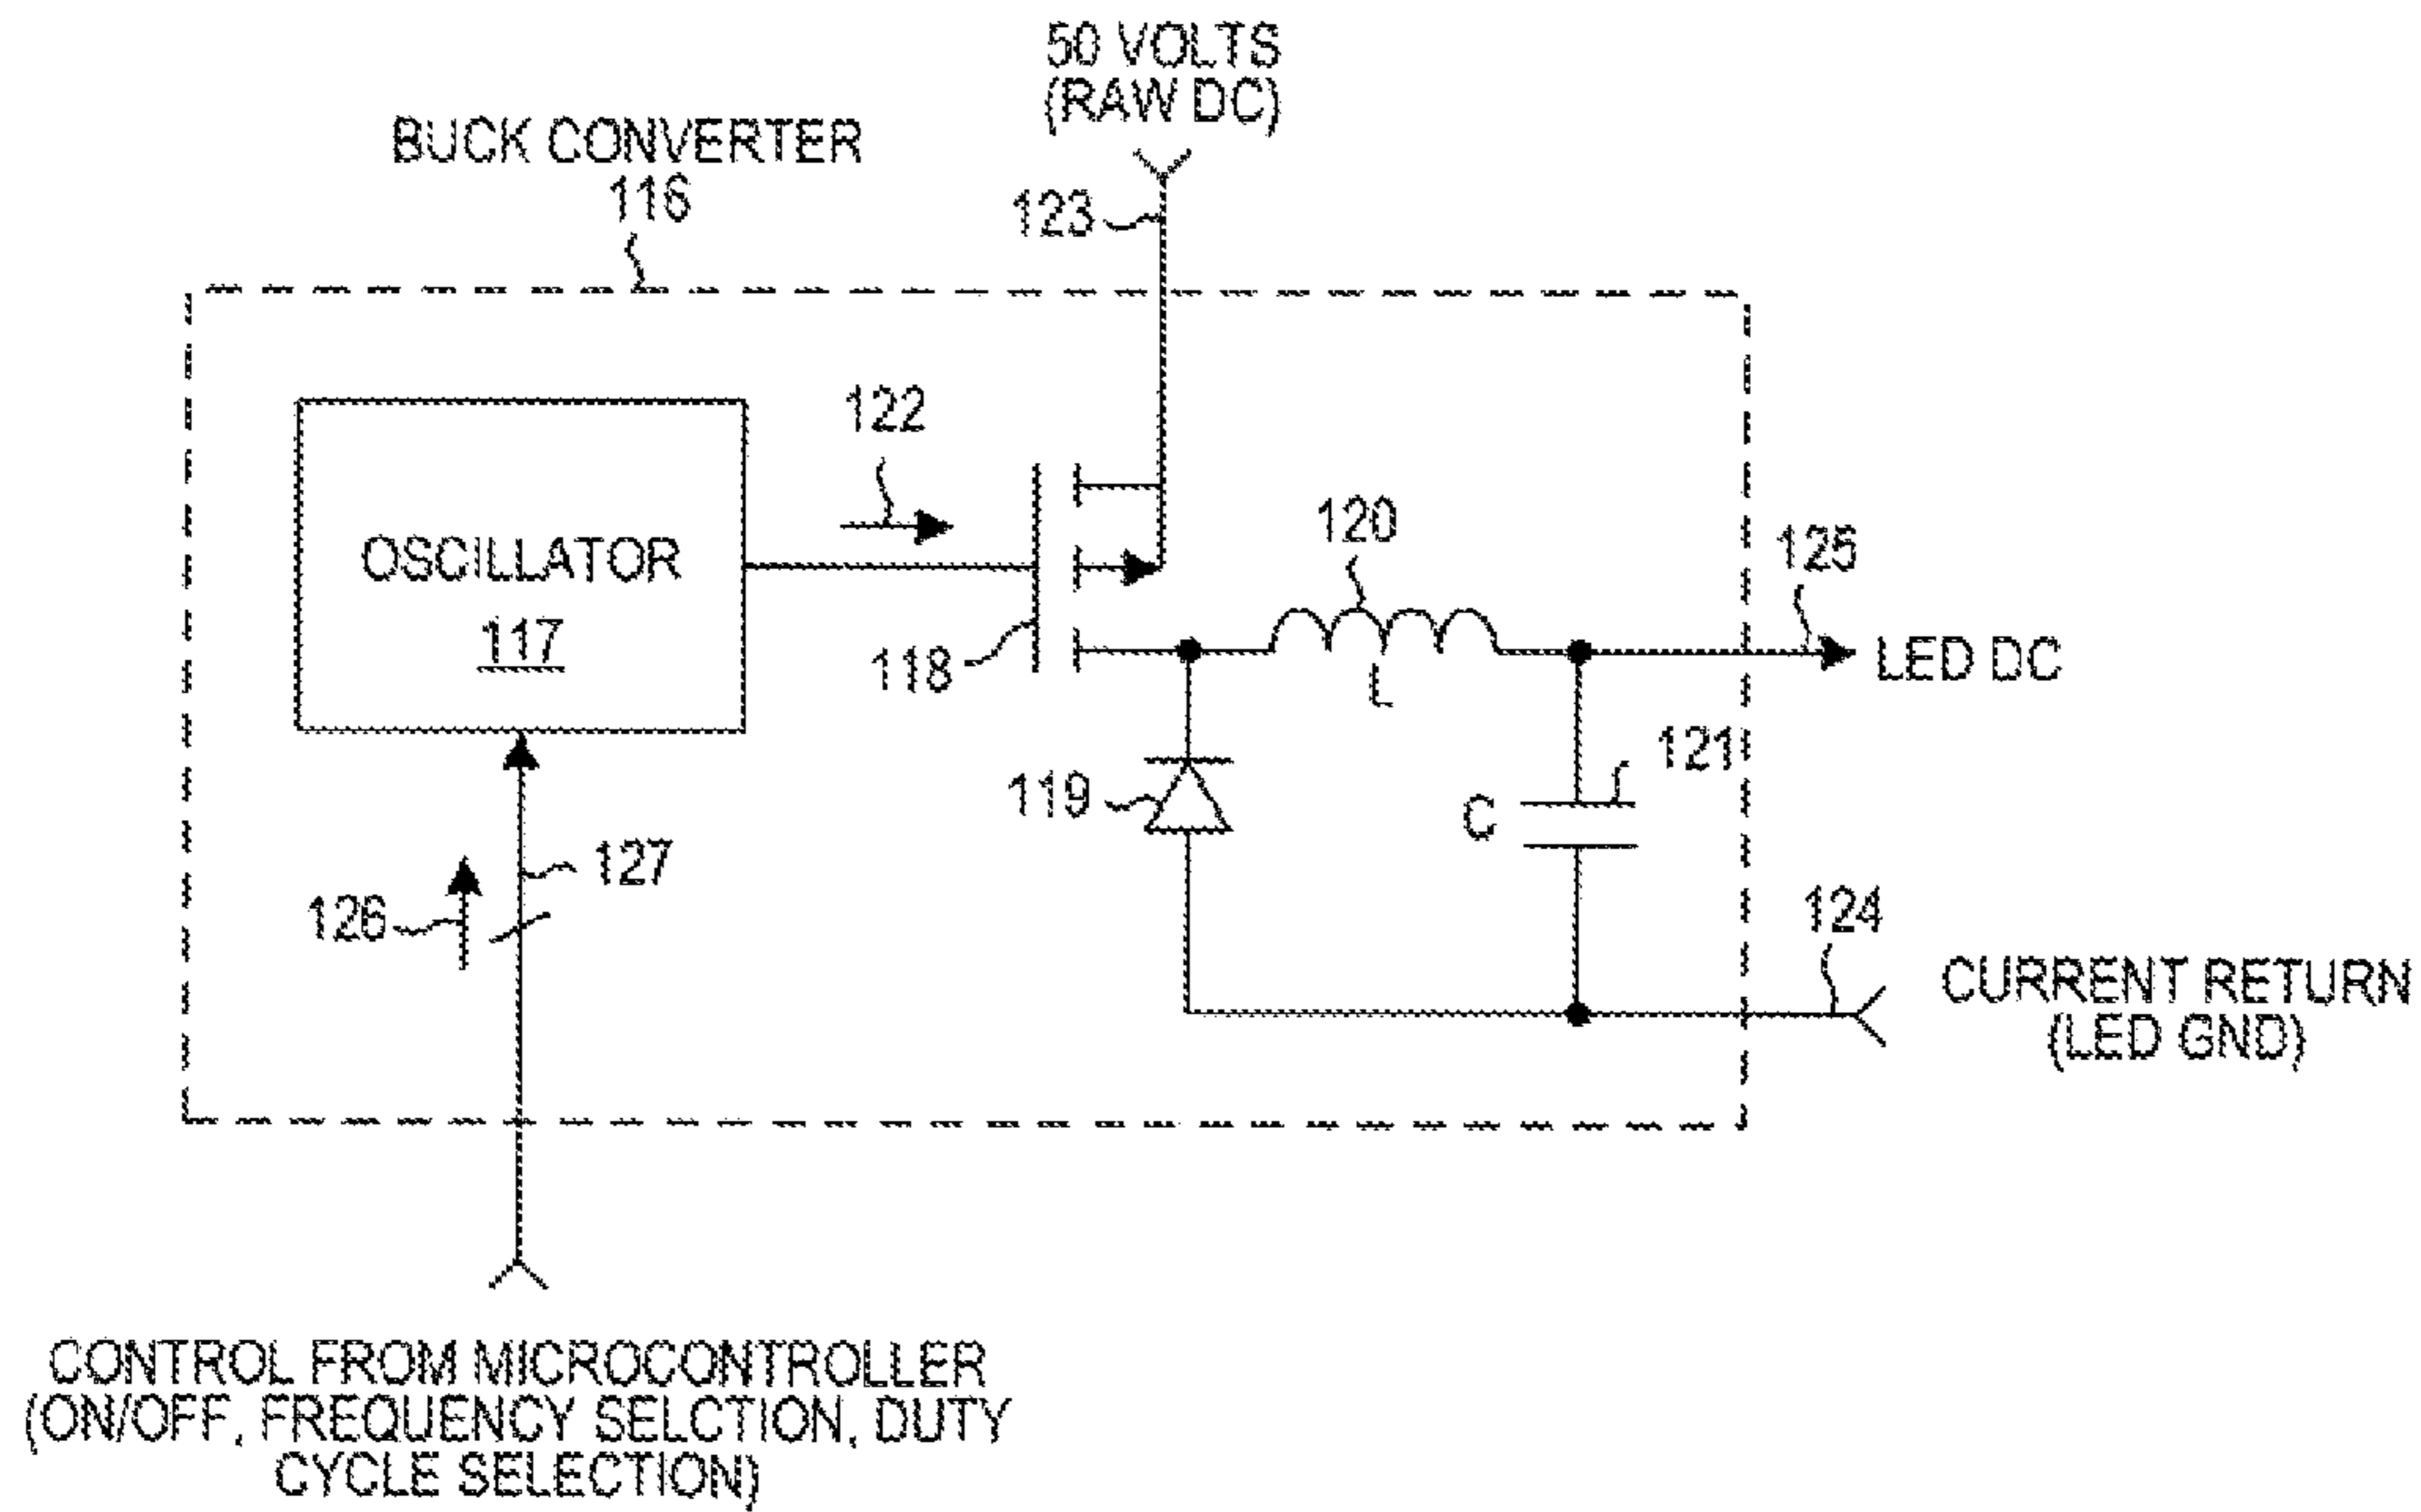 50 VOLTS
(RAW DC)
BUCK CONVERTER
116
123
122
OSCILLATOR
117
118
120
L
125
LED DC
119
C
121
124
CURRENT RETURN
(LED GND)
126
127
CONTROL FROM MICROCONTROLLER
(ON/OFF, FREQUENCY SELCTION, DUTY
CYCLE SELECTION)